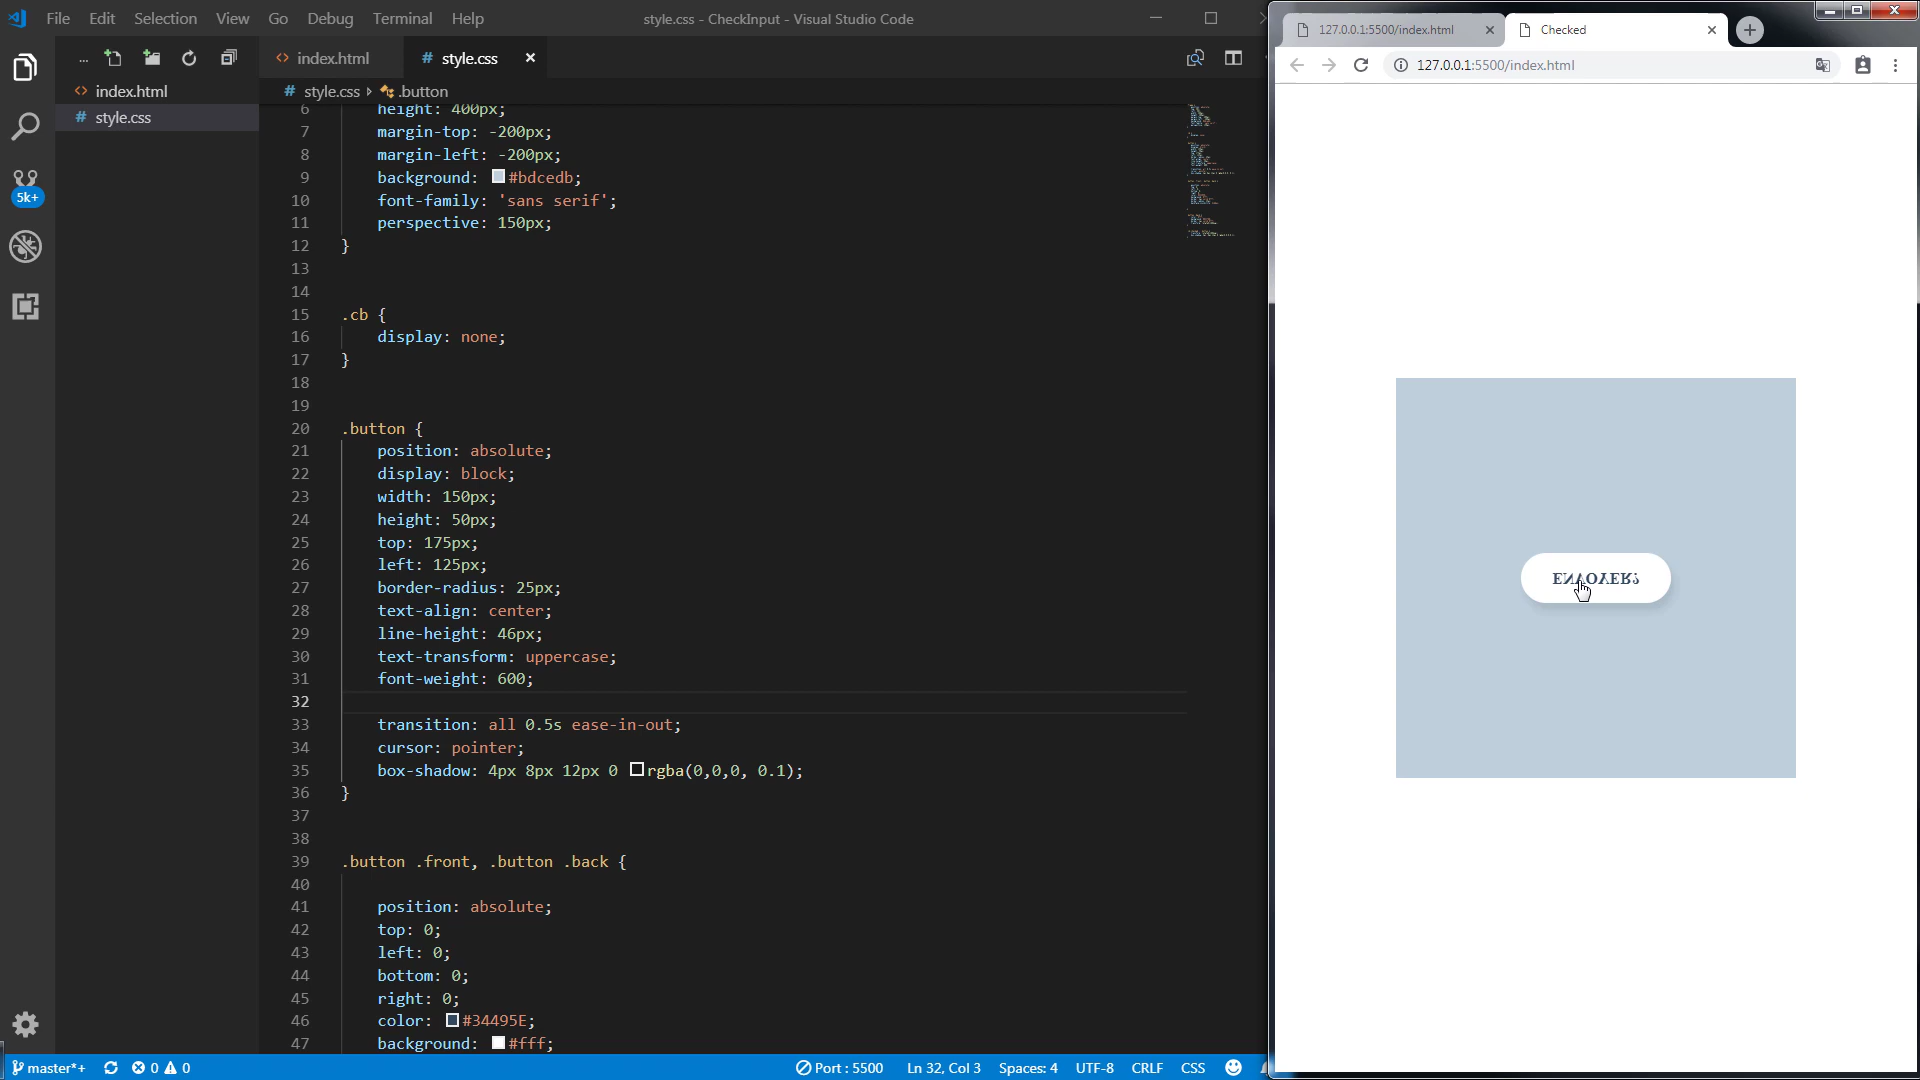 File Edit Selection View Go Debug Terminal Help
style.css - CheckInput - Visual Studio Code
...
index.html
style.css
5k+
index.html
# style.css
# style.css .button
6 height: 400px;
7 margin-top: -200px;
8 margin-left: -200px;
9 background: #bdcedb;
10 font-family: 'sans serif';
11 perspective: 150px;
12 }
13
14
15 .cb {
16 display: none;
17 }
18
19
20 .button {
21 position: absolute;
22 display: block;
23 width: 150px;
24 height: 50px;
25 top: 175px;
26 left: 125px;
27 border-radius: 25px;
28 text-align: center;
29 line-height: 46px;
30 text-transform: uppercase;
31 font-weight: 600;
32
33 transition: all 0.5s ease-in-out;
34 cursor: pointer;
35 box-shadow: 4px 8px 12px 0 rgba(0,0,0, 0.1);
36 }
37
38
39 .button .front, .button .back {
40
41 position: absolute;
42 top: 0;
43 left: 0;
44 bottom: 0;
45 right: 0;
46 color: #34495E;
47 background: #fff;
master*+ 0 0 Port : 5500 Ln 32, Col 3 Spaces: 4 UTF-8 CRLF CSS
127.0.0.1:5500/index.html
Checked
127.0.0.1:5500/index.html
ENVOYER?